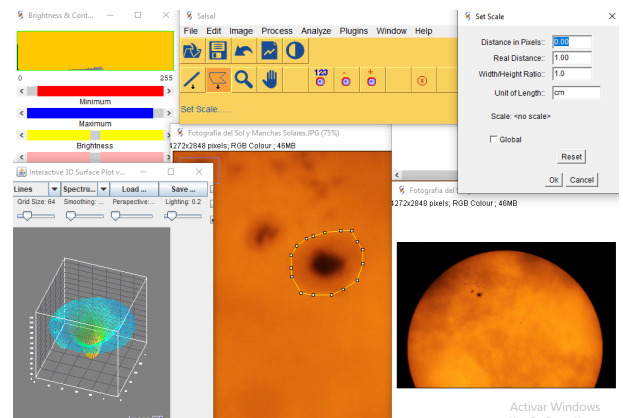 Brightness & Cont...
0 255
Minimum
Maximum
Brightness
Salsal
File Edit Image Process Analyze Plugins Window Help
123
Set Scale......
Set Scale
Distance in Pixels:: 0.00
Real Distance:: 1.00
Width/Height Ratio:: 1.0
Unit of Length:: cm
Scale: <no scale>
Global
Reset
Ok Cancel
Fotografia del Sol y Manchas Solares.JPG (75%)
4272x2848 pixels; RGB Colour ; 46MB
Interactive 3D Surface Plot v...
Lines Spectru... Load ... Save ...
Grid Size: 64 Smoothing: ... Perspective:... Lighting: 0.2
Fotografia del
4272x2848 pixels; RGB Colour ; 46MB
Activar Windows